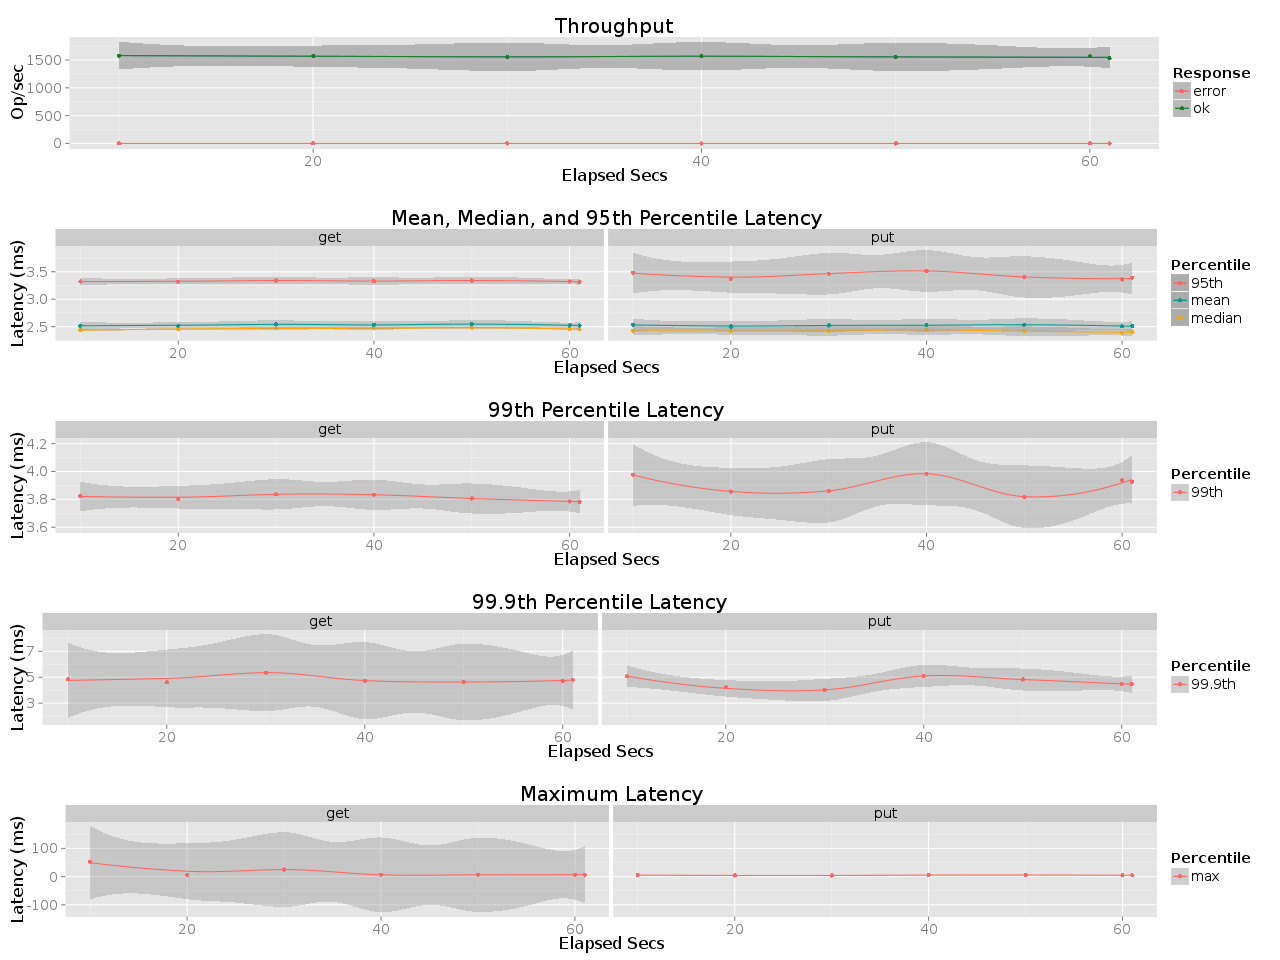 Throughput
Op/sec
1500
1000
500
0
20 40 60
Elapsed Secs
Response
error
ok
Mean, Median, and 95th Percentile Latency
get put
Latency (ms)
3.5
3.0
2.5
20 40 60 20 40 60
Elapsed Secs
Percentile
95th
mean
median
99th Percentile Latency
get put
Latency (ms)
4.2
4.0
3.8
3.6
20 40 60 20 40 60
Elapsed Secs
Percentile
99th
99.9th Percentile Latency
get put
Latency (ms)
7
5
3
20 40 60 20 40 60
Elapsed Secs
Percentile
99.9th
Maximum Latency
get put
Latency (ms)
100
0
-100
20 40 60 20 40 60
Elapsed Secs
Percentile
max